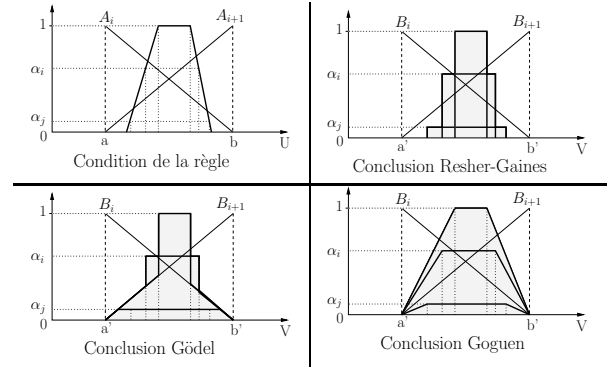 1
A_i
A_{i+1}
α_i
α_j
0
a
b
U
Condition de la règle
1
B_i
B_{i+1}
α_i
α_j
0
a'
b'
V
Conclusion Resher-Gaines
1
B_i
B_{i+1}
α_i
α_j
0
a'
b'
V
Conclusion Gödel
1
B_i
B_{i+1}
α_i
α_j
0
a'
b'
V
Conclusion Goguen